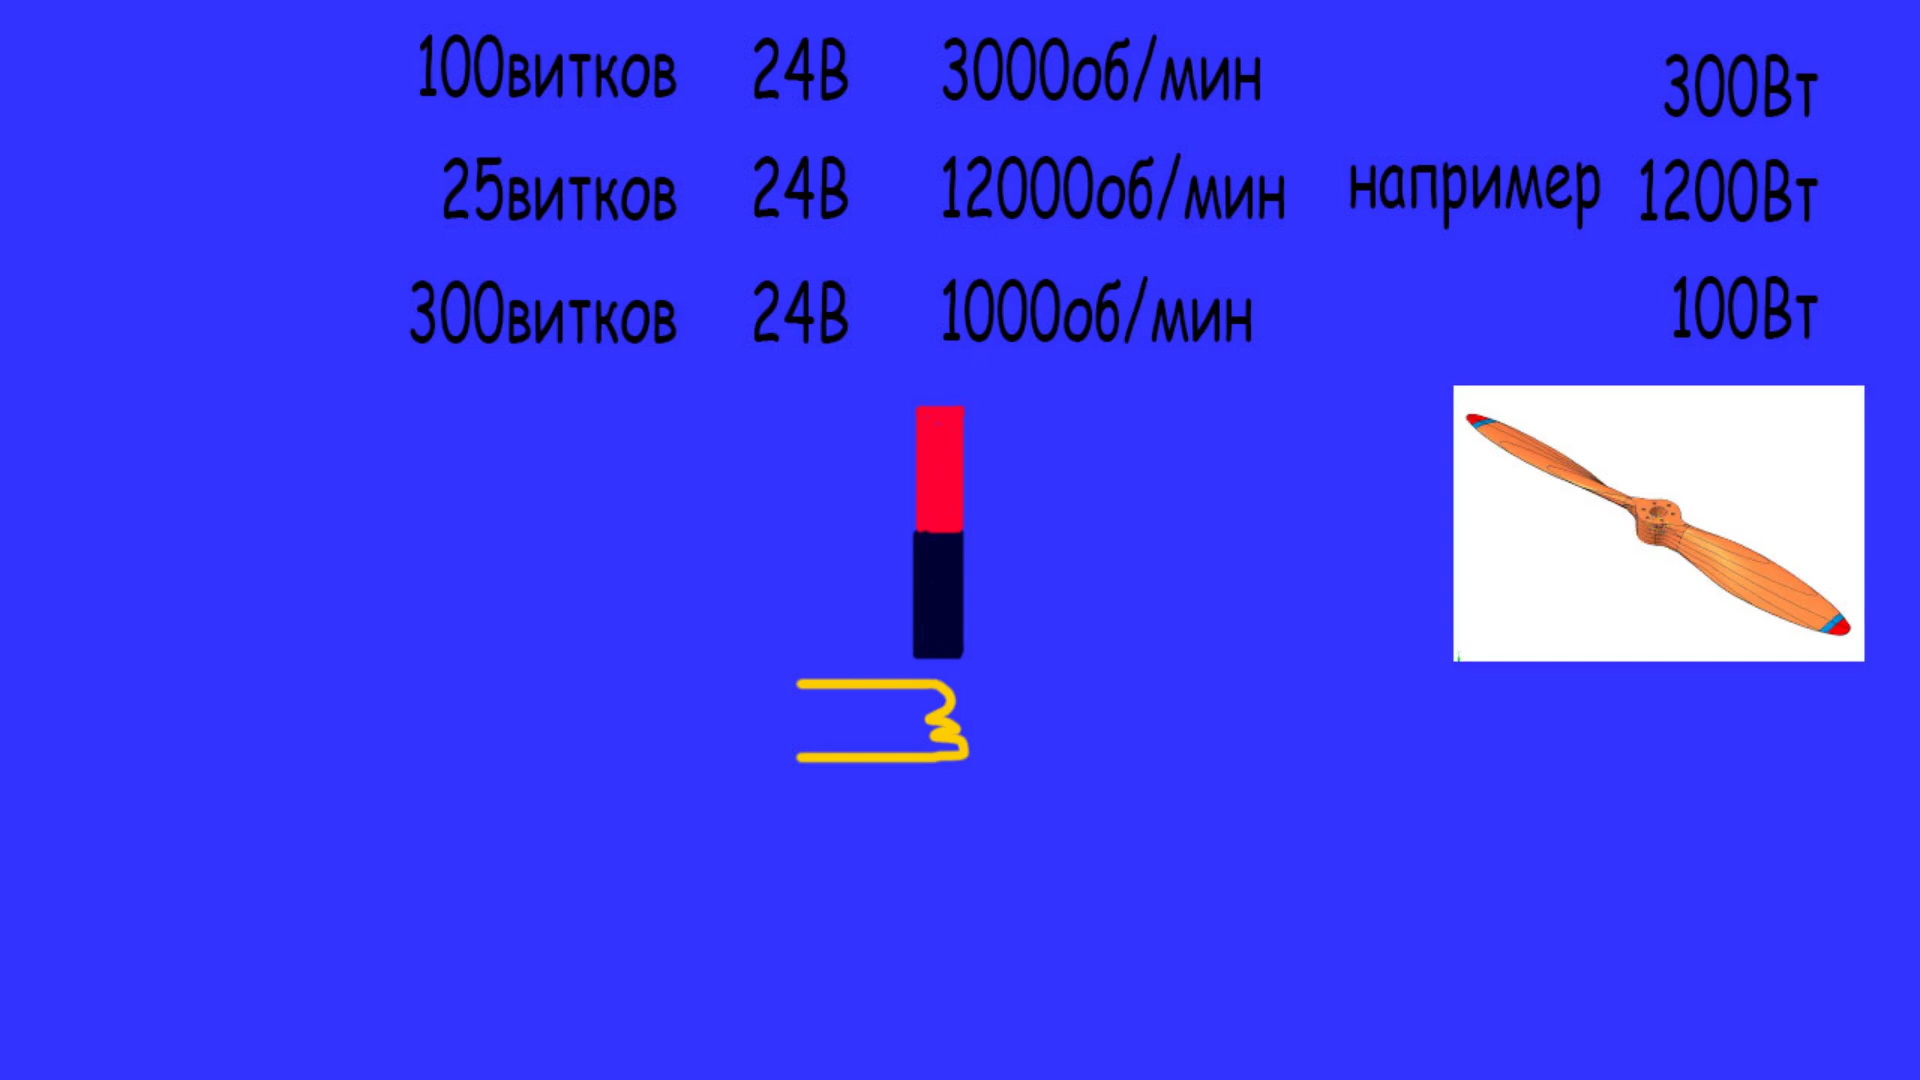 100витков 24В 3000об/мин 300Вт
25витков 24В 12000об/мин например 1200Вт
300витков 24В 1000об/мин 100Вт